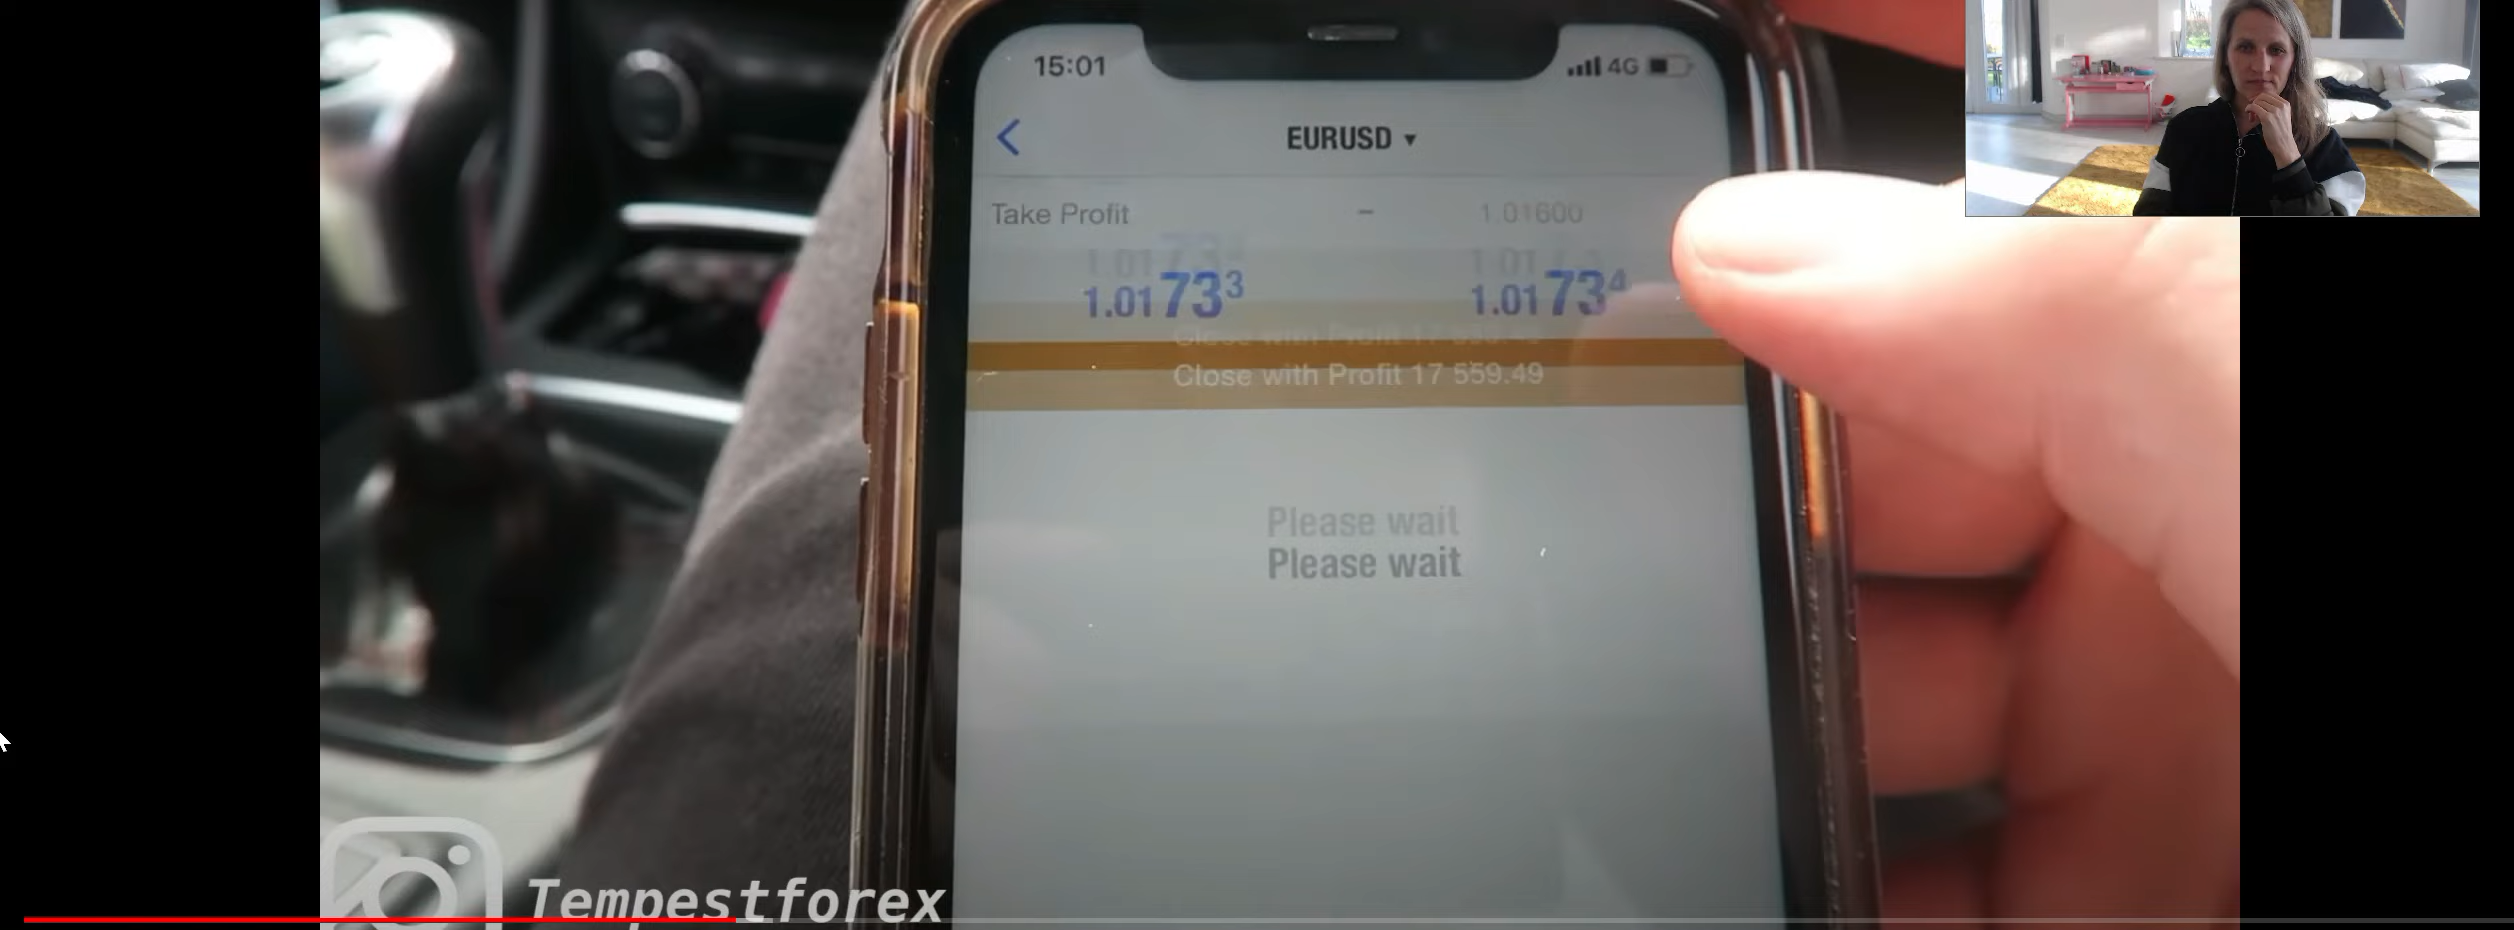 15:01 4G
EURUSD ▾
Take Profit – 1.01600
1.01733 1.01734
Close with Profit 17 559.49
Please wait
Please wait
Tempestforex